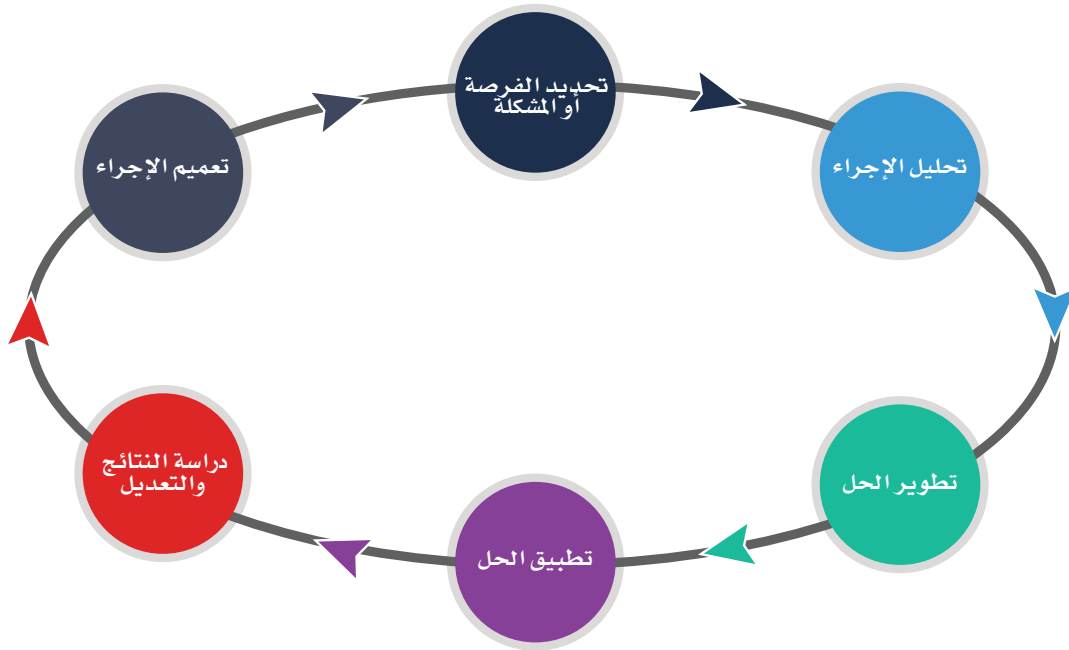 تحديد الفرصة
أو المشكلة
تحليل الإجراء
تطوير الحل
تطبيق الحل
دراسة النتائج
والتعديل
تعميم الإجراء